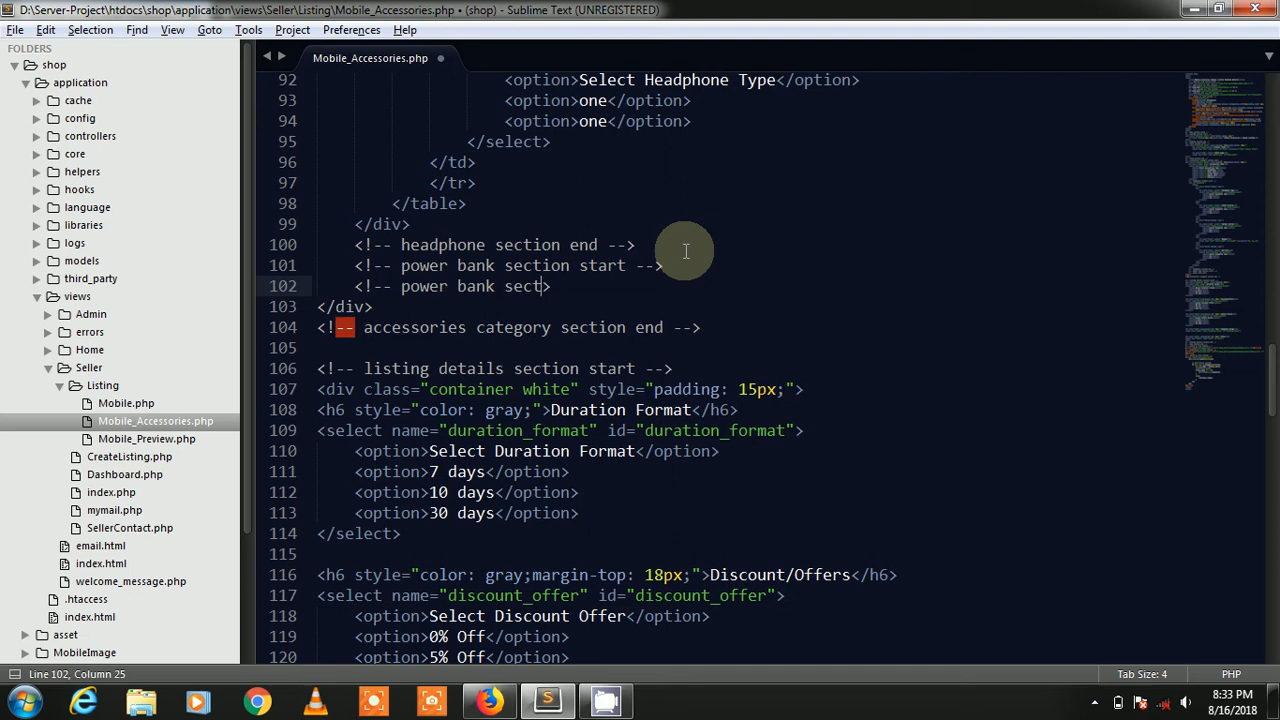 D:\Server-Project\htdocs\shop\application\views\Seller\Listing\Mobile_Accessories.php • (shop) - Sublime Text (UNREGISTERED)
File Edit Selection Find View Goto Tools Project Preferences Help
FOLDERS
shop
application
cache
config
controllers
core
helpers
hooks
language
libraries
logs
models
third_party
views
Admin
errors
Home
Seller
Listing
Mobile.php
Mobile_Accessories.php
Mobile_Preview.php
CreateListing.php
Dashboard.php
index.php
mymail.php
SellerContact.php
email.html
index.html
welcome_message.php
.htaccess
index.html
asset
MobileImage
Mobile_Accessories.php
92 <option>Select Headphone Type</option>
93 <option>one</option>
94 <option>one</option>
95 </select>
96 </td>
97 </tr>
98 </table>
99 </div>
100 <!-- headphone section end -->
101 <!-- power bank section start -->
102 <!-- power bank sect>
103 </div>
104 <!-- accessories category section end -->
105
106 <!-- listing details section start -->
107 <div class="container white" style="padding: 15px;">
108 <h6 style="color: gray;">Duration Format</h6>
109 <select name="duration_format" id="duration_format">
110 <option>Select Duration Format</option>
111 <option>7 days</option>
112 <option>10 days</option>
113 <option>30 days</option>
114 </select>
115
116 <h6 style="color: gray;margin-top: 18px;">Discount/Offers</h6>
117 <select name="discount_offer" id="discount_offer">
118 <option>Select Discount Offer</option>
119 <option>0% Off</option>
120 <option>5% Off</option>
Line 102, Column 25
Tab Size: 4
PHP
8:33 PM
8/16/2018